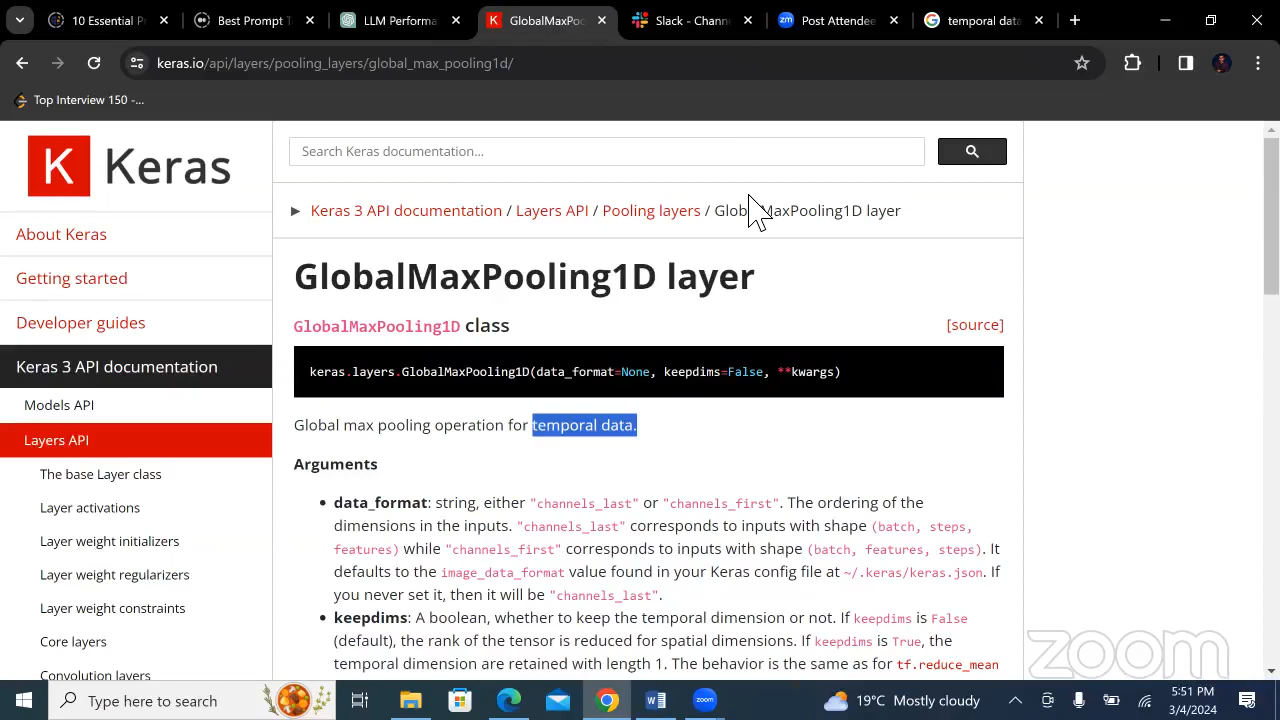 10 Essential P
Best Prompt T
LLM Performa
GlobalMaxPoo
Slack - Chann
Post Attendee
temporal data
keras.io/api/layers/pooling_layers/global_max_pooling1d/
Top Interview 150 -...
K Keras
Search Keras documentation...
► Keras 3 API documentation / Layers API / Pooling layers / GlobalMaxPooling1D layer
About Keras
Getting started
Developer guides
Keras 3 API documentation
Models API
Layers API
The base Layer class
Layer activations
Layer weight initializers
Layer weight regularizers
Layer weight constraints
Core layers
Convolution layers
GlobalMaxPooling1D layer
GlobalMaxPooling1D class
[source]
keras.layers.GlobalMaxPooling1D(data_format=None, keepdims=False, **kwargs)
Global max pooling operation for temporal data.
Arguments
• data_format: string, either "channels_last" or "channels_first". The ordering of the
dimensions in the inputs. "channels_last" corresponds to inputs with shape (batch, steps,
features) while "channels_first" corresponds to inputs with shape (batch, features, steps). It
defaults to the image_data_format value found in your Keras config file at ~/.keras/keras.json. If
you never set it, then it will be "channels_last".
• keepdims: A boolean, whether to keep the temporal dimension or not. If keepdims is False
(default), the rank of the tensor is reduced for spatial dimensions. If keepdims is True, the
temporal dimension are retained with length 1. The behavior is the same as for tf.reduce_mean
zoom
Type here to search
zoom
19°C Mostly cloudy
5:51 PM
3/4/2024